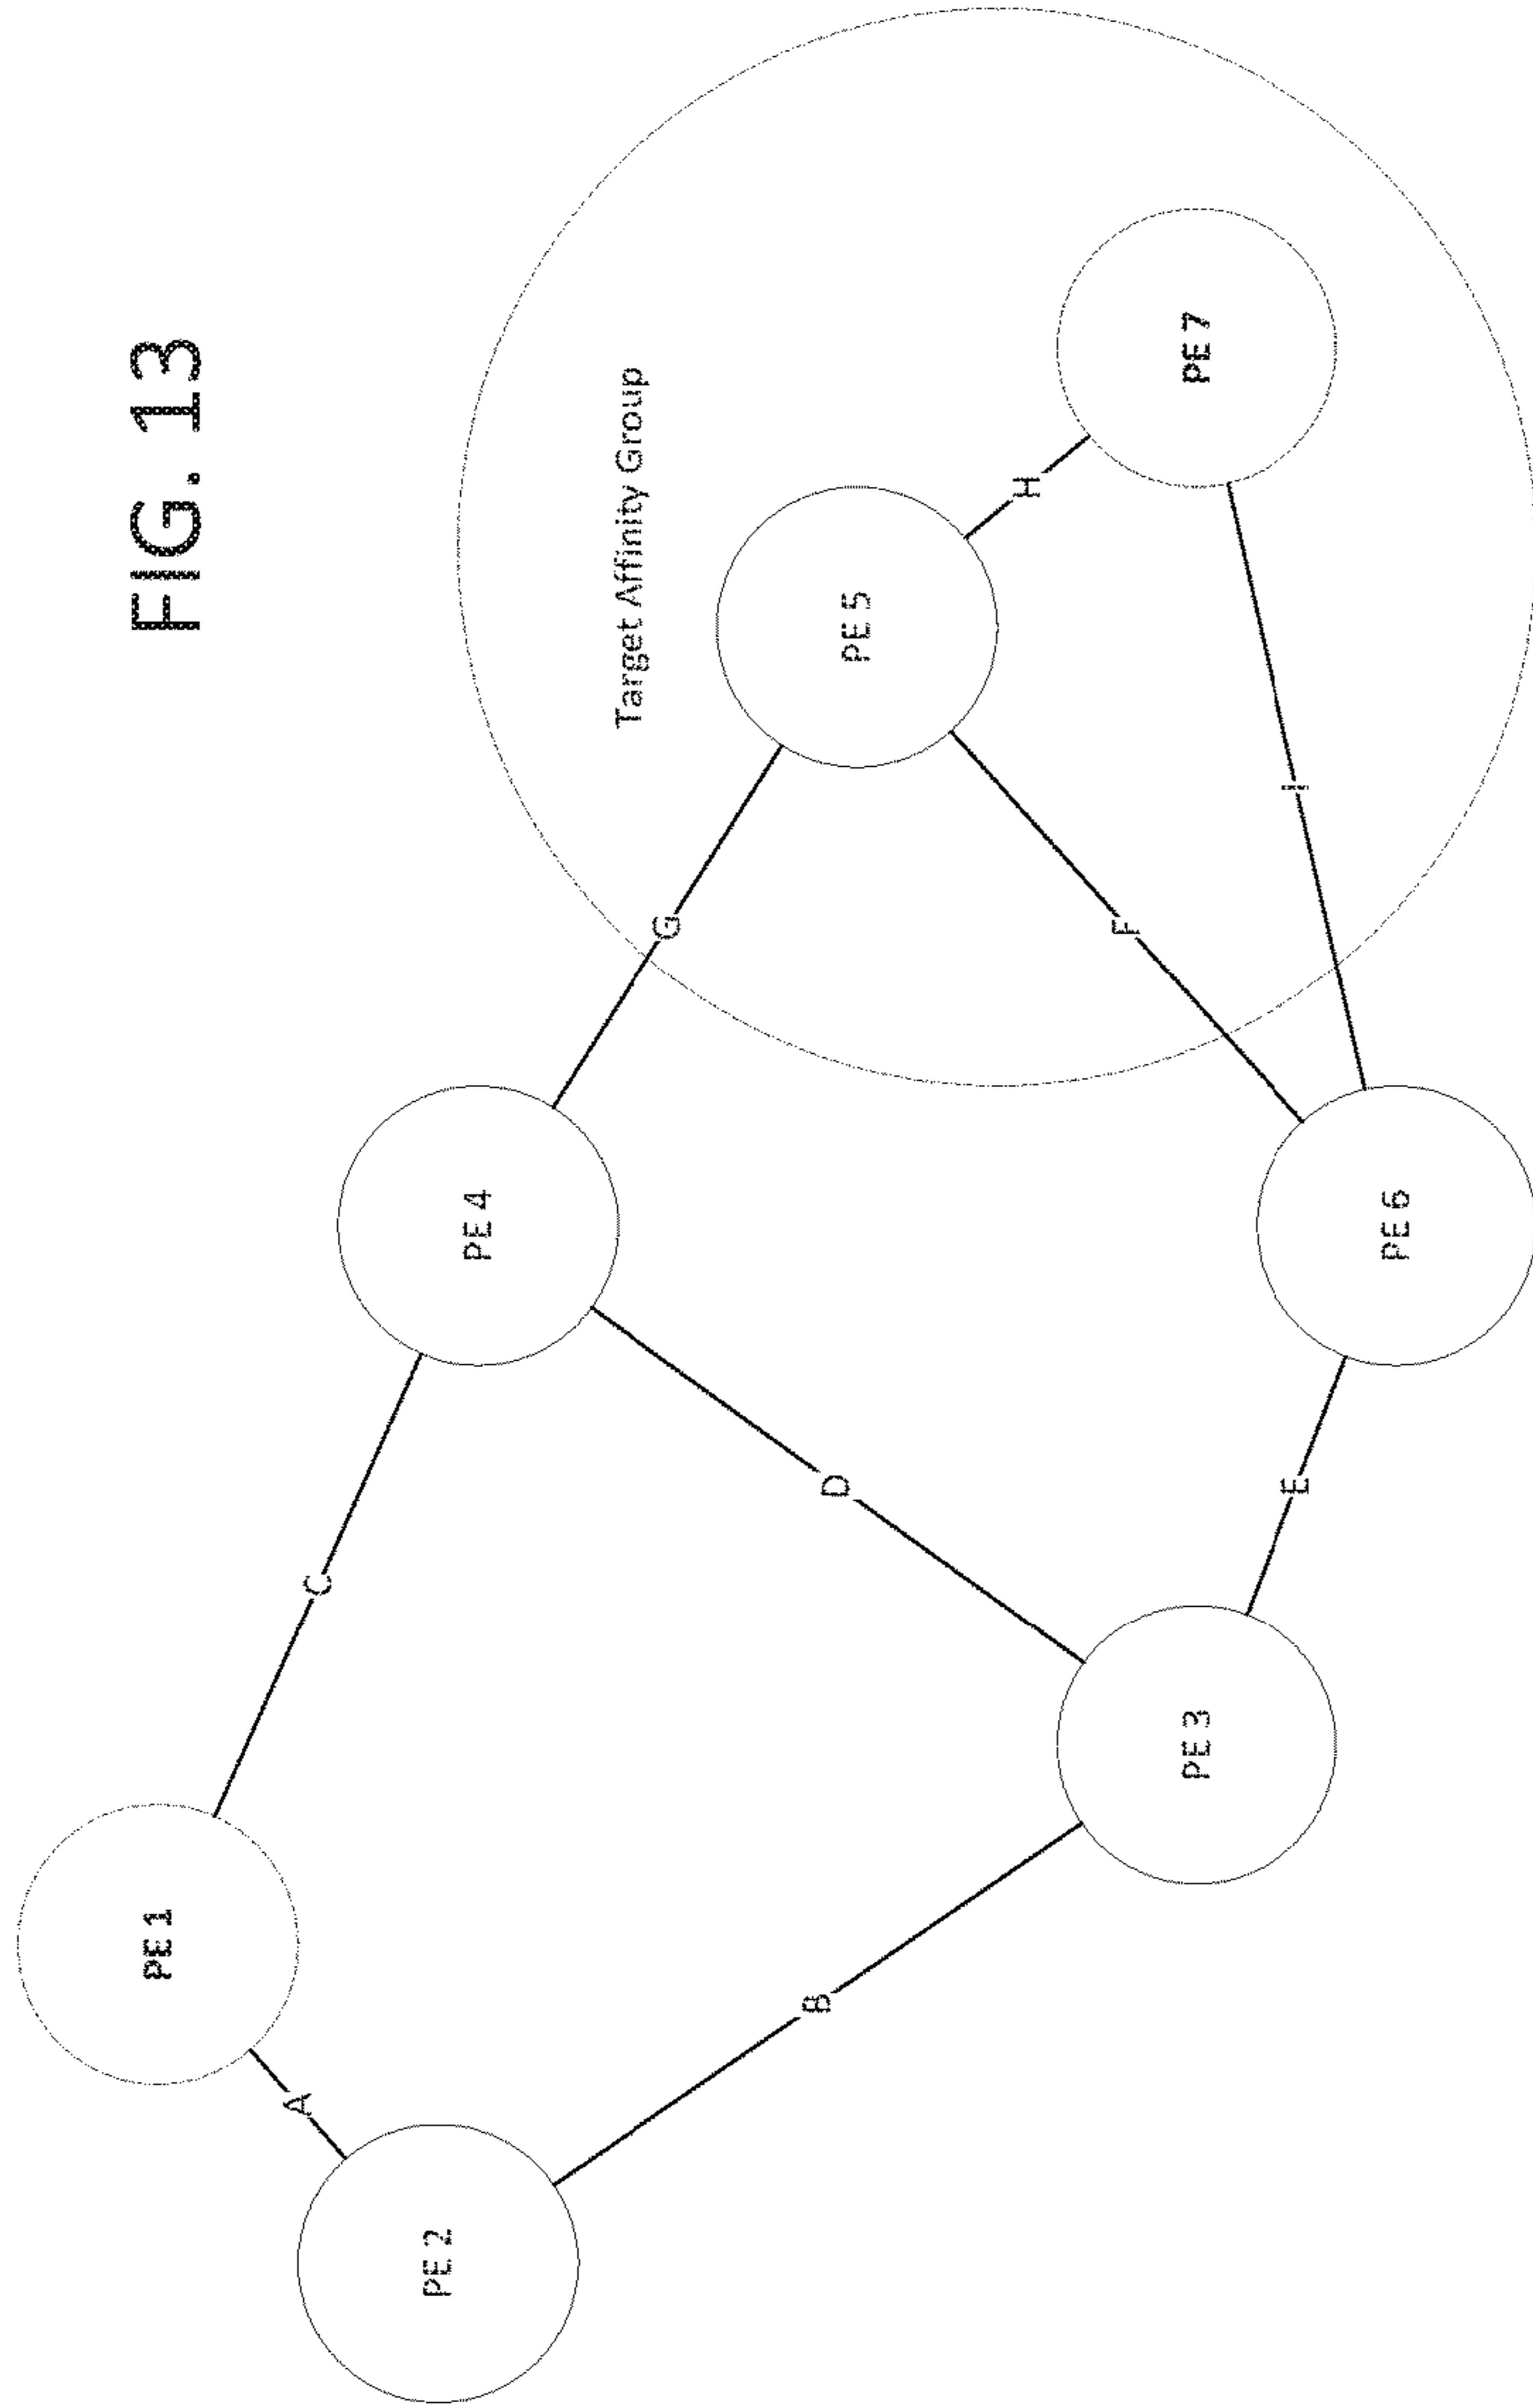 FIG. 13
Target Affinity Group
PE 1
PE 2
PE 3
PE 4
PE 5
PE 6
PE 7
A
B
C
D
E
F
G
H
I